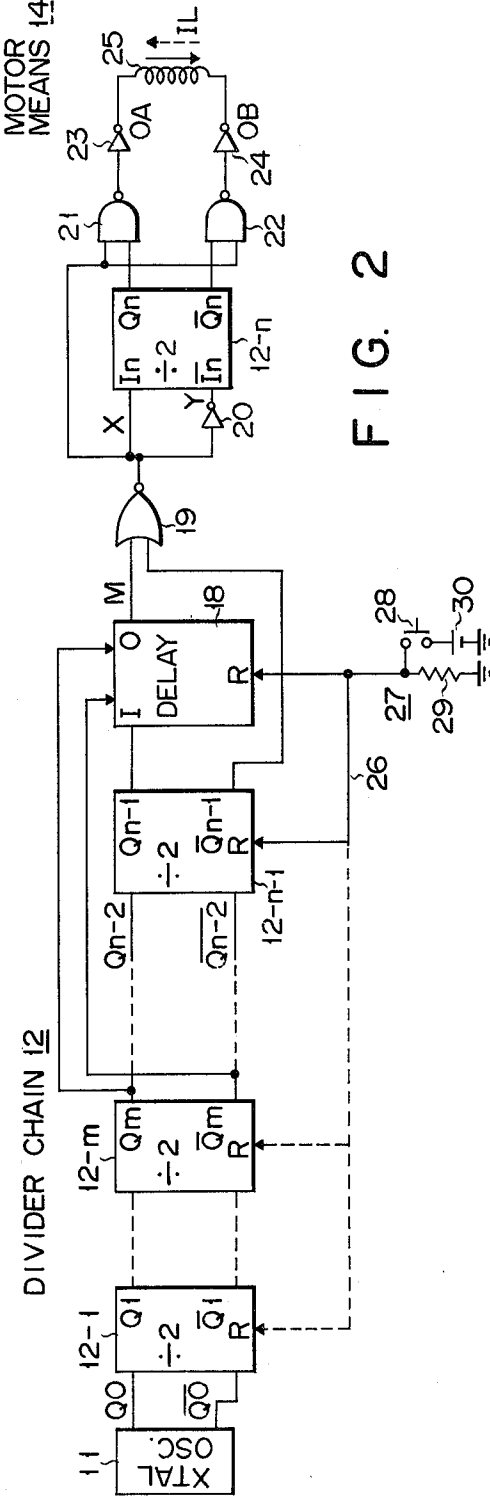 DIVIDER CHAIN 12
MOTOR
MEANS 14
11
XTAL
OSC.
Q0
Q̅0̅
12-1
Q1
÷2
Q̅1
R
12-m
Qm
÷2
Q̅m
R
Qn-2
Q̅n̅-̅2̅
Qn-1
÷2
Q̅n-1
R
12-n-1
I
O
DELAY
18
R
M
19
X
Y
20
In
Qn
÷2
I̅n
Q̅n
12-n
21
22
23
OA
24
OB
25
IL
26
27
28
29
30
FIG. 2